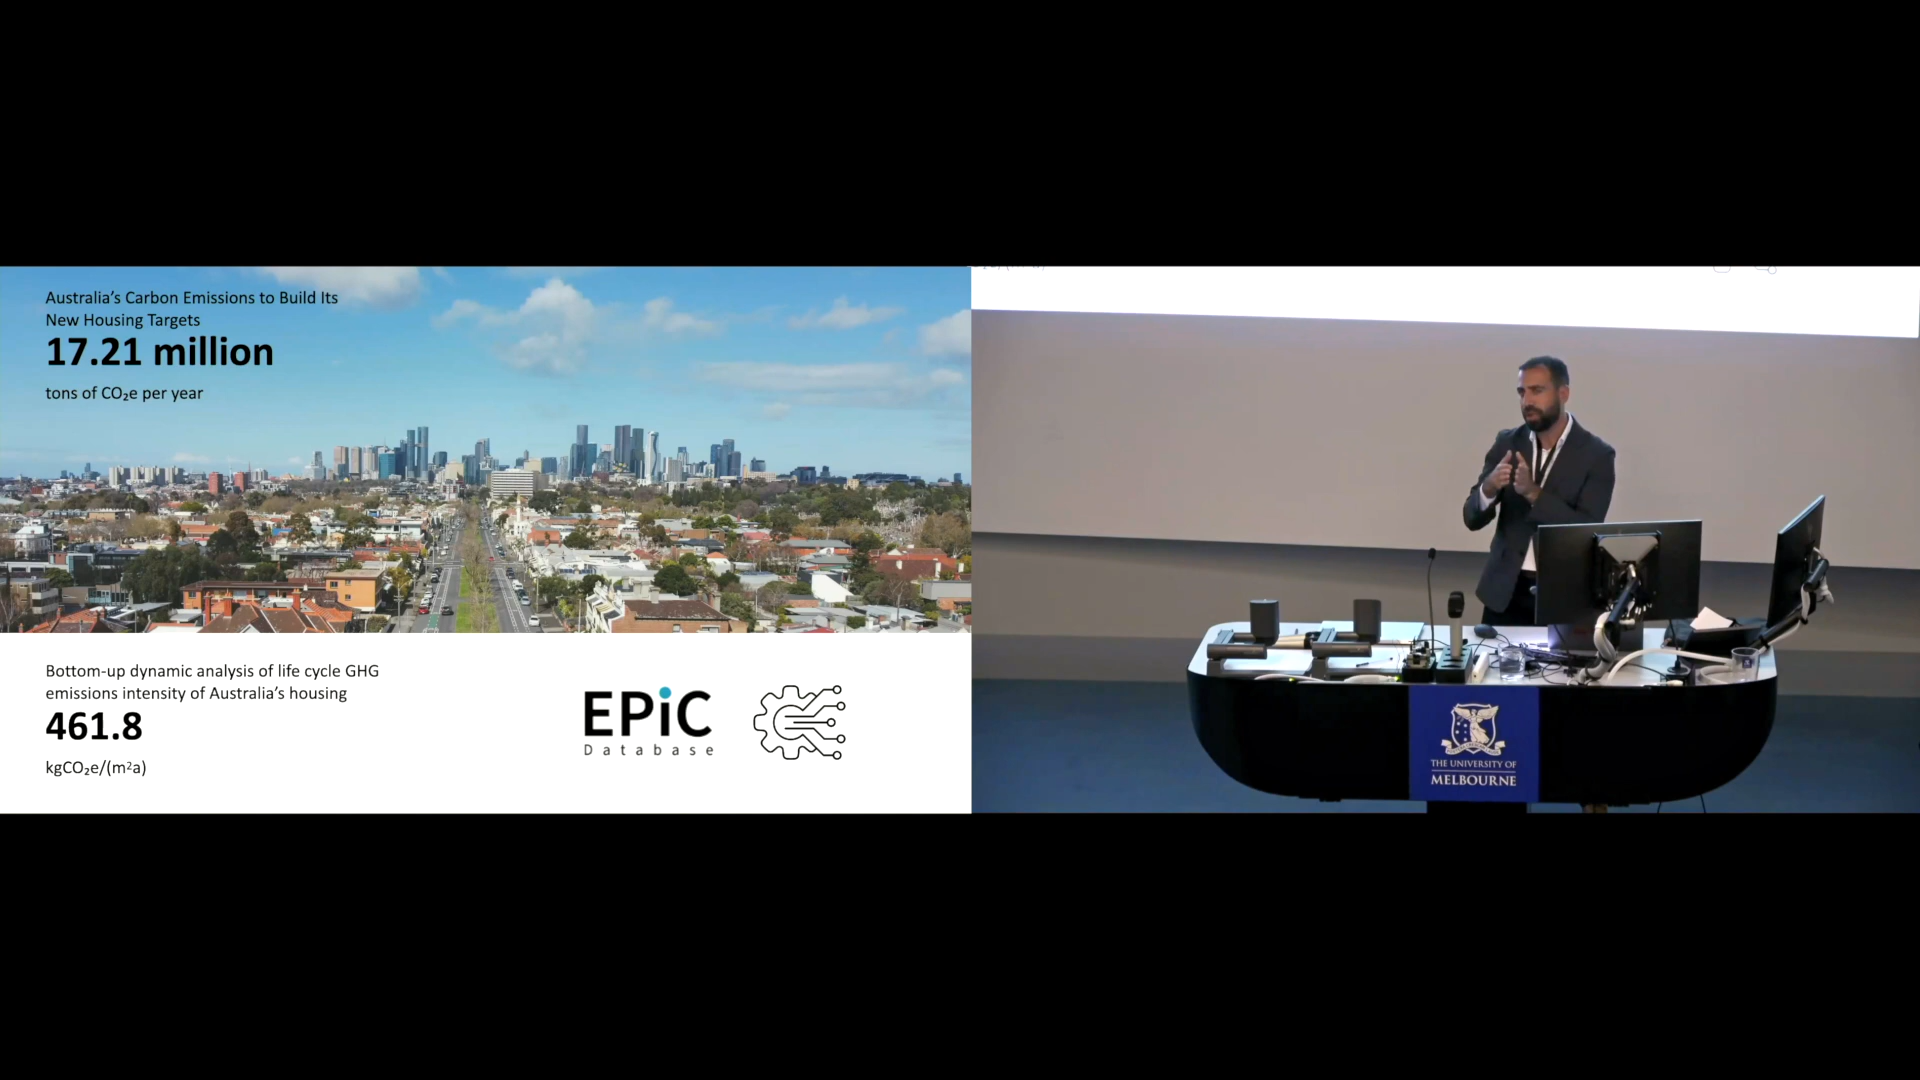 Australia's Carbon Emissions to Build Its
New Housing Targets
17.21 million
tons of CO₂e per year
Bottom-up dynamic analysis of life cycle GHG
emissions intensity of Australia's housing
461.8
kgCO₂e/(m²a)
EPiC
Database
THE UNIVERSITY OF
MELBOURNE